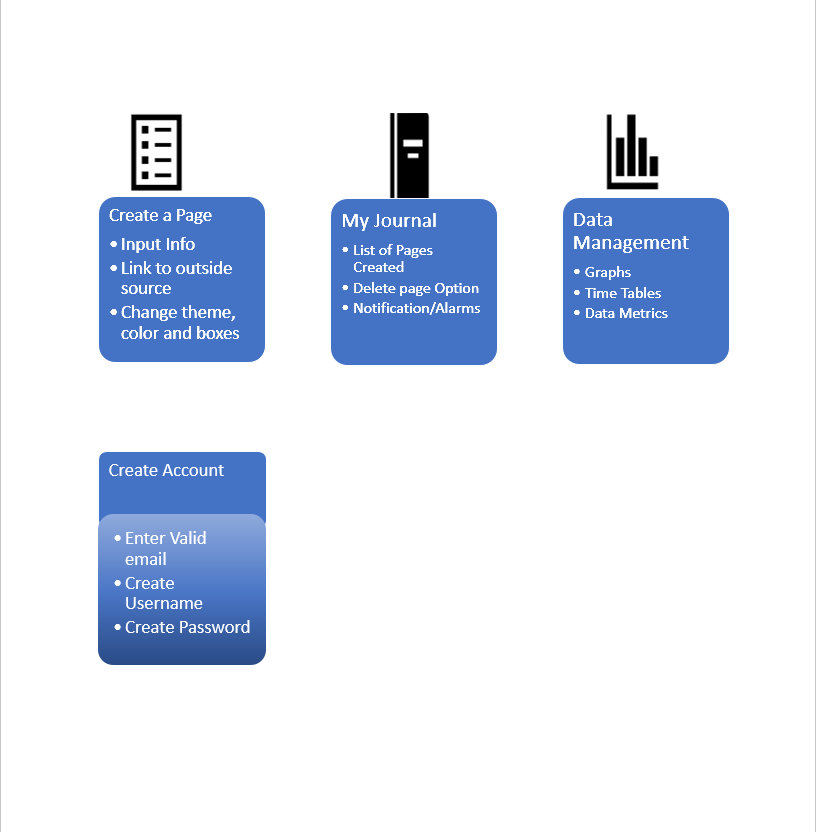 Create a Page
• Input Info
• Link to outside
source
• Change theme,
color and boxes
My Journal
• List of Pages
Created
• Delete page Option
• Notification/Alarms
Data
Management
• Graphs
• Time Tables
• Data Metrics
Create Account
• Enter Valid
email
• Create
Username
• Create Password